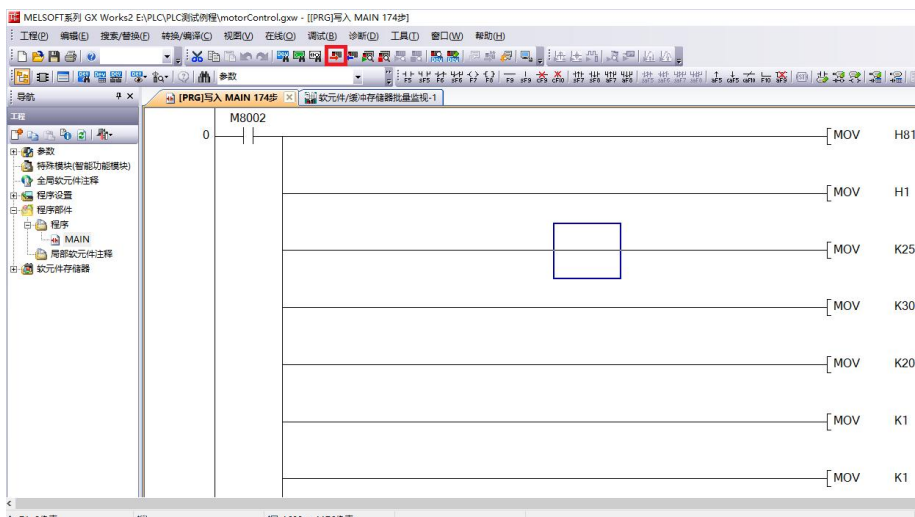 MELSOFT系列 GX Works2 E:\PLC\PLC测试例程\motorControl.gxw - [[PRG]写入 MAIN 174步]
工程(P) 编辑(E) 搜索/替换(F) 转换/编译(C) 视图(V) 在线(O) 调试(B) 诊断(D) 工具(T) 窗口(W) 帮助(H)
参数
导航 [PRG]写入 MAIN 174步 软元件/缓冲存储器批量监视-1
工程
参数
特殊模块(智能功能模块)
全局软元件注释
程序设置
程序部件
程序
MAIN
局部软元件注释
软元件存储器
M8002
0 MOV H81
MOV H1
MOV K25
MOV K30
MOV K20
MOV K1
MOV K1